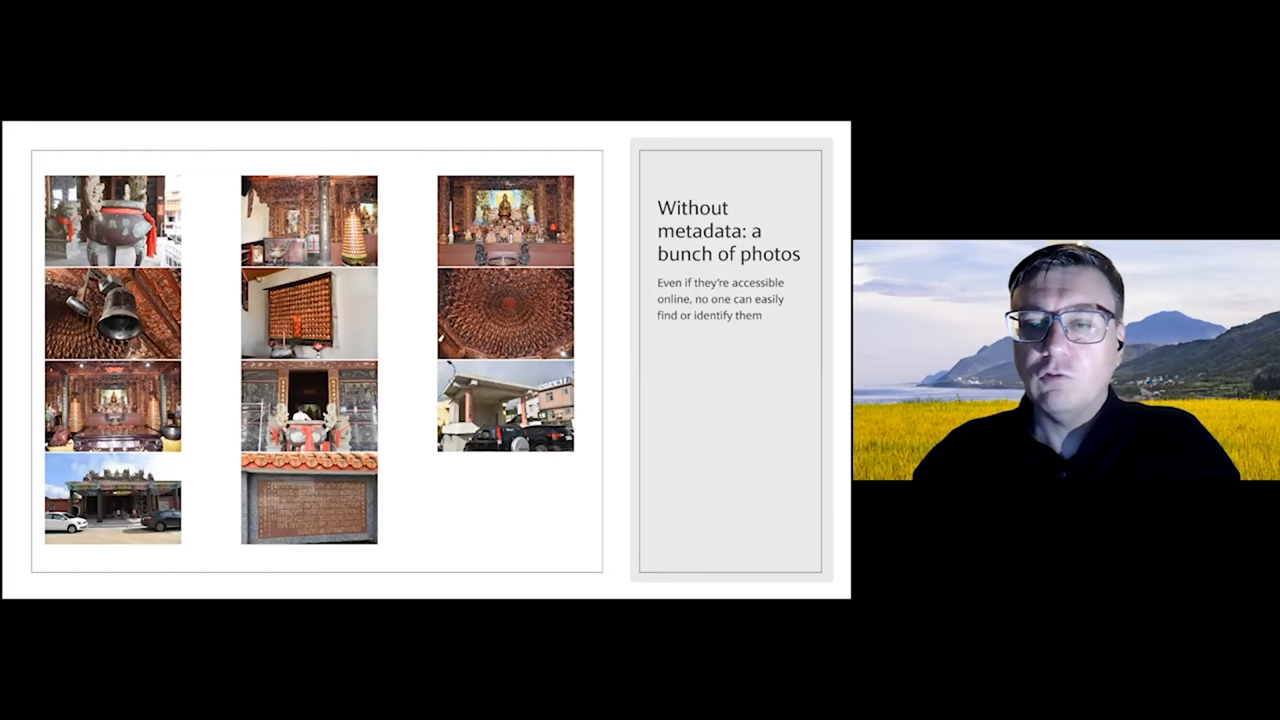 Without
metadata: a
bunch of photos
Even if they're accessible
online, no one can easily
find or identify them